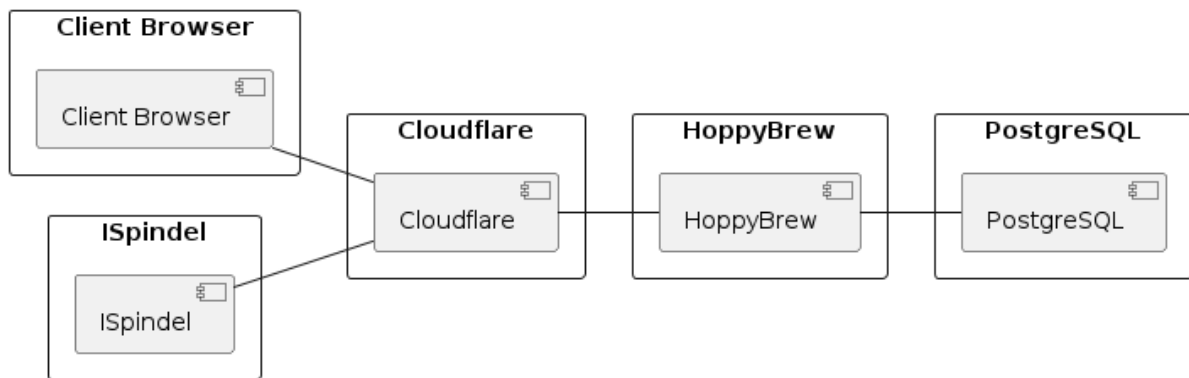 Client Browser
Client Browser
ISpindel
ISpindel
Cloudflare
Cloudflare
HoppyBrew
HoppyBrew
PostgreSQL
PostgreSQL